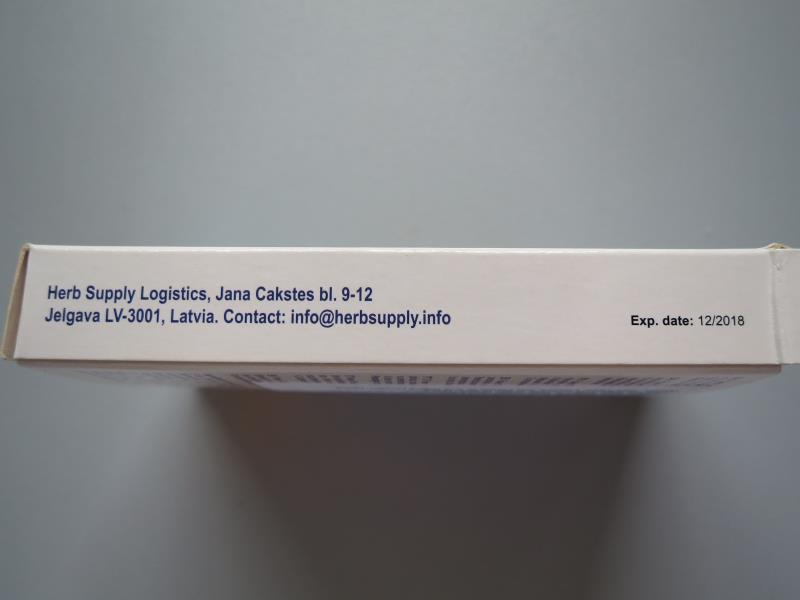 Herb Supply Logistics, Jana Cakstes bl. 9-12
Jelgava LV-3001, Latvia. Contact: info@herbsupply.info
Exp. date: 12/2018